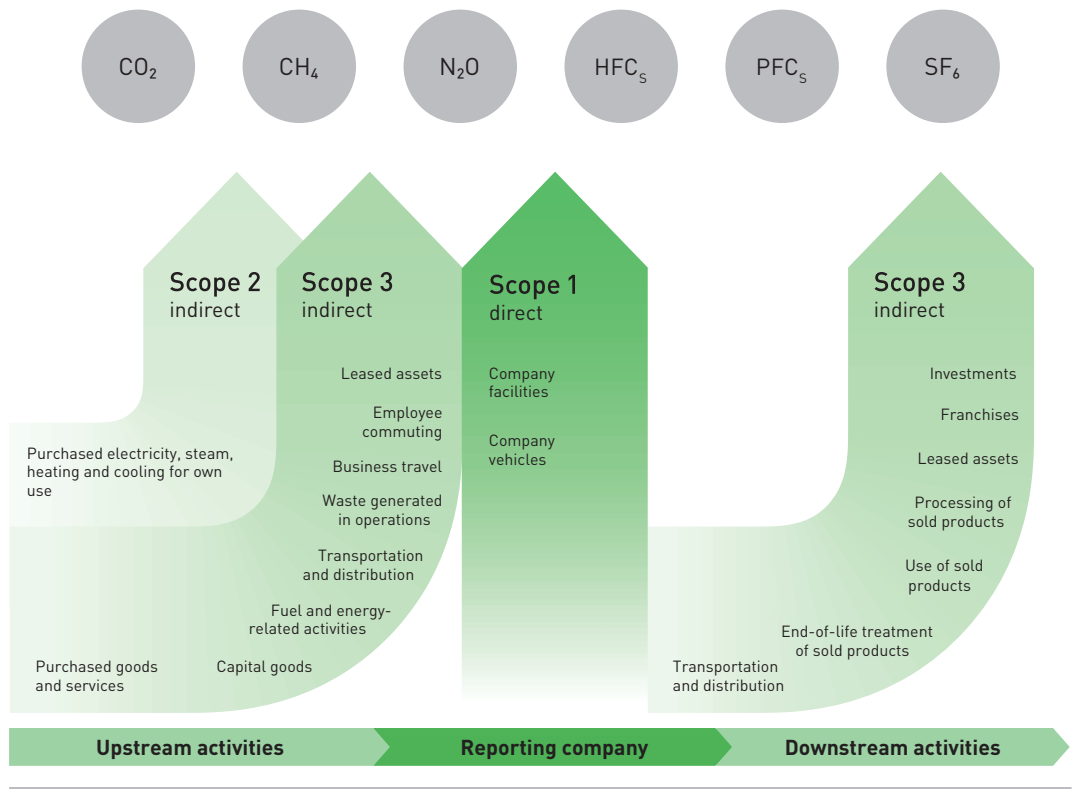 CO₂
CH₄
N₂O
HFCs
PFCs
SF₆
Scope 2
indirect
Purchased electricity, steam,
heating and cooling for own
use
Scope 3
indirect
Leased assets
Employee
commuting
Business travel
Waste generated
in operations
Transportation
and distribution
Fuel and energy-
related activities
Capital goods
Purchased goods
and services
Scope 1
direct
Company
facilities
Company
vehicles
Scope 3
indirect
Investments
Franchises
Leased assets
Processing of
sold products
Use of sold
products
End-of-life treatment
of sold products
Transportation
and distribution
Upstream activities
Reporting company
Downstream activities